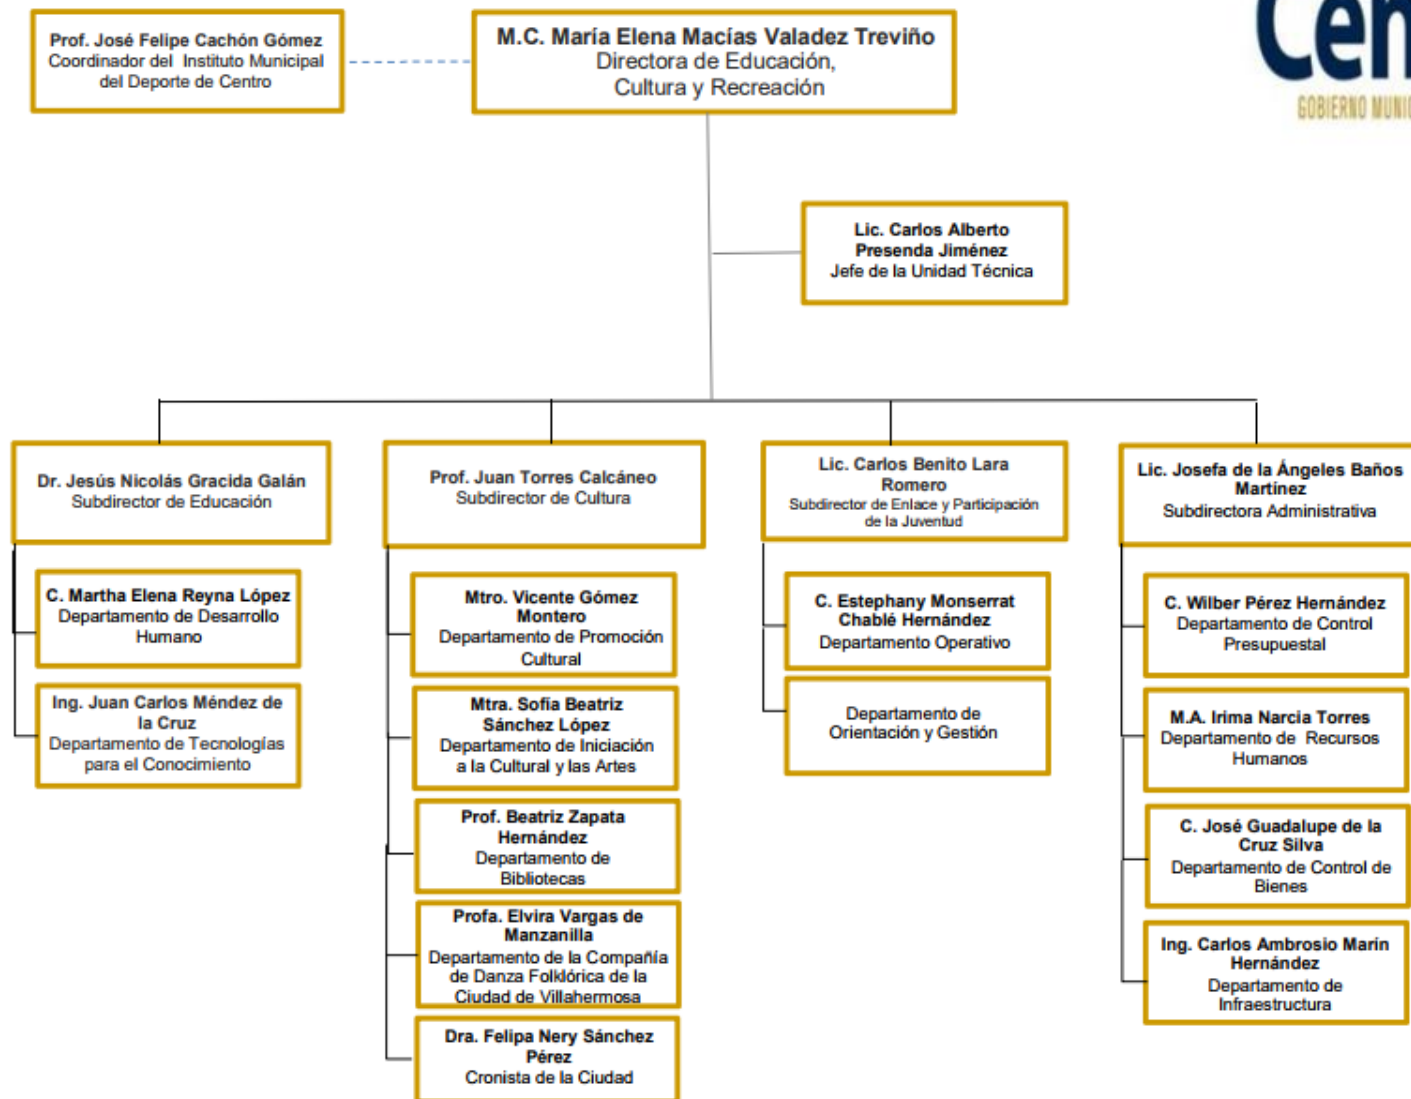 Prof. José Felipe Cachón Gómez
Coordinador del Instituto Municipal
del Deporte de Centro
M.C. María Elena Macías Valadez Treviño
Directora de Educación,
Cultura y Recreación
Cen
GOBIERNO MUNIC
Lic. Carlos Alberto
Presenda Jiménez
Jefe de la Unidad Técnica
Dr. Jesús Nicolás Gracida Galán
Subdirector de Educación
Prof. Juan Torres Calcáneo
Subdirector de Cultura
Lic. Carlos Benito Lara
Romero
Subdirector de Enlace y Participación
de la Juventud
Lic. Josefa de la Ángeles Baños
Martínez
Subdirectora Administrativa
C. Martha Elena Reyna López
Departamento de Desarrollo
Humano
Ing. Juan Carlos Méndez de
la Cruz
Departamento de Tecnologías
para el Conocimiento
Mtro. Vicente Gómez
Montero
Departamento de Promoción
Cultural
Mtra. Sofía Beatriz
Sánchez López
Departamento de Iniciación
a la Cultural y las Artes
Prof. Beatriz Zapata
Hernández
Departamento de
Bibliotecas
Profa. Elvira Vargas de
Manzanilla
Departamento de la Compañía
de Danza Folklórica de la
Ciudad de Villahermosa
Dra. Felipa Nery Sánchez
Pérez
Cronista de la Ciudad
C. Estephany Monserrat
Chablé Hernández
Departamento Operativo
Departamento de
Orientación y Gestión
C. Wilber Pérez Hernández
Departamento de Control
Presupuestal
M.A. Irima Narcia Torres
Departamento de Recursos
Humanos
C. José Guadalupe de la
Cruz Silva
Departamento de Control de
Bienes
Ing. Carlos Ambrosio Marín
Hernández
Departamento de
Infraestructura